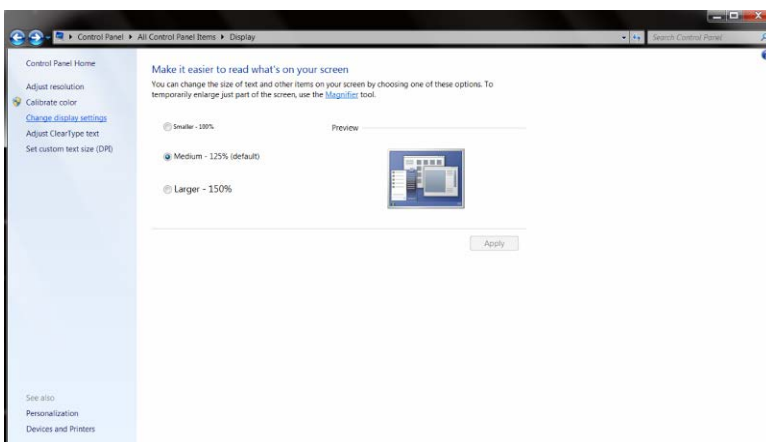 Control Panel ▸ All Control Panel Items ▸ Display
Search Control Panel
Control Panel Home
Adjust resolution
Calibrate color
Change display settings
Adjust ClearType text
Set custom text size (DPI)
Make it easier to read what's on your screen
You can change the size of text and other items on your screen by choosing one of these options. To
temporarily enlarge just part of the screen, use the Magnifier tool.
Smaller - 100%
Preview
Medium - 125% (default)
Larger - 150%
Apply
See also
Personalization
Devices and Printers